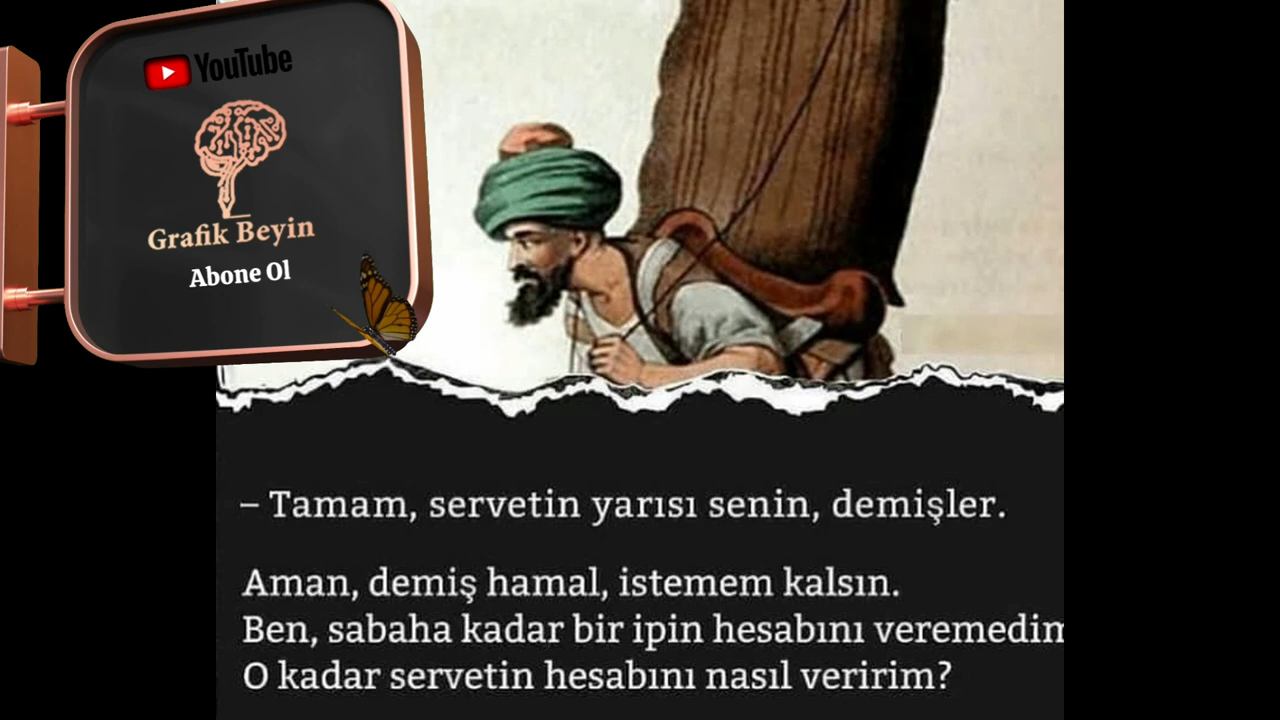 YouTube
Grafik Beyin
Abone Ol
– Tamam, servetin yarısı senin, demişler.
Aman, demiş hamal, istemem kalsın.
Ben, sabaha kadar bir ipin hesabını veremedim
O kadar servetin hesabını nasıl veririm?